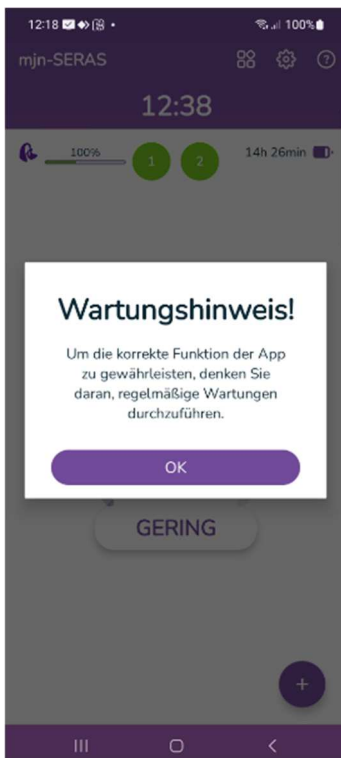 12:18
100%
mjn-SERAS
?
12:38
100%
1
2
14h 26min
Wartungshinweis!
Um die korrekte Funktion der App
zu gewährleisten, denken Sie
daran, regelmäßige Wartungen
durchzuführen.
OK
GERING
+